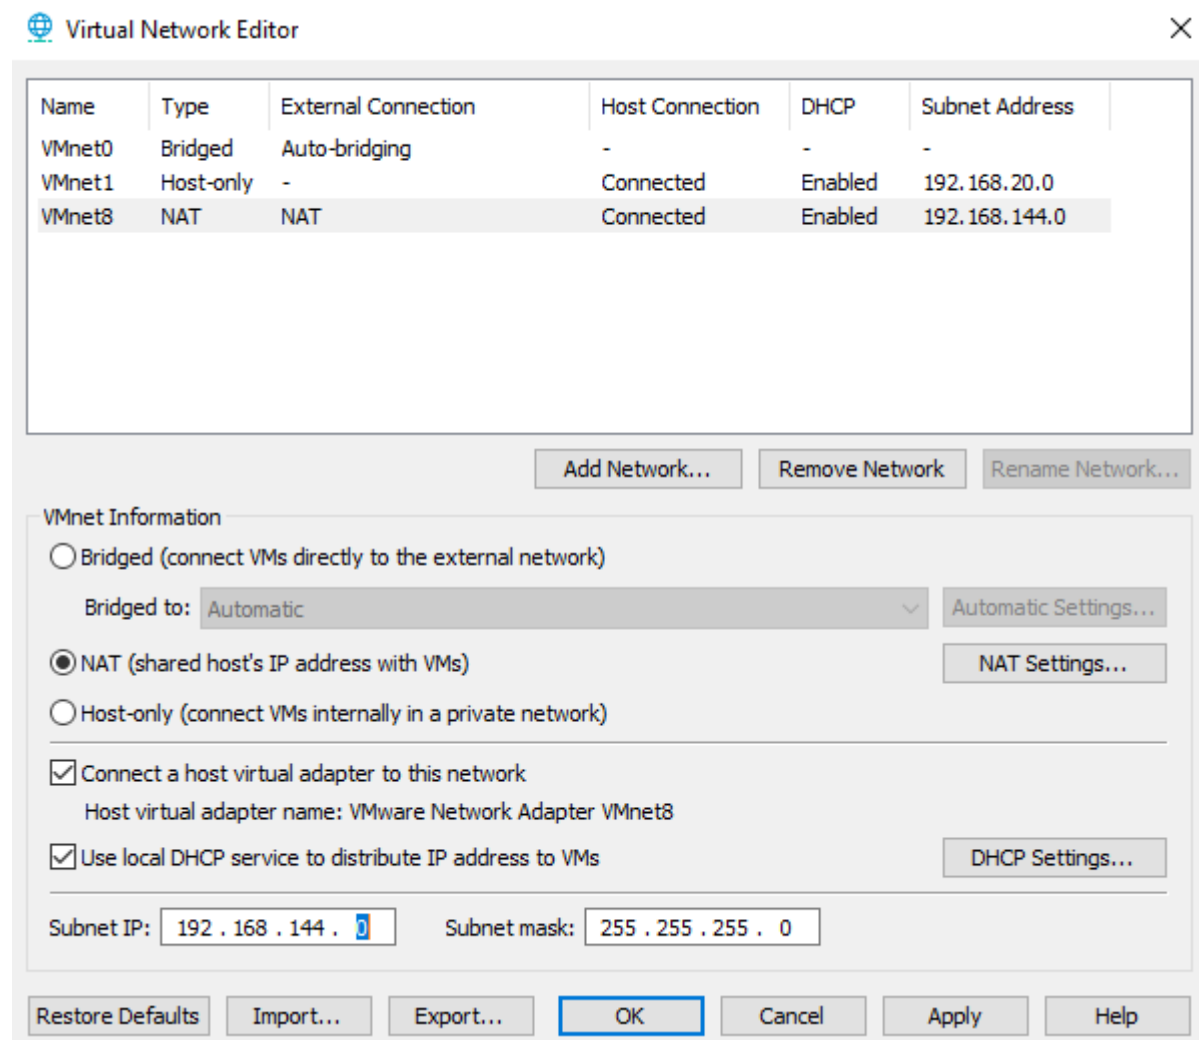 Virtual Network Editor
Name Type External Connection Host Connection DHCP Subnet Address
VMnet0 Bridged Auto-bridging - - -
VMnet1 Host-only - Connected Enabled 192.168.20.0
VMnet8 NAT NAT Connected Enabled 192.168.144.0
Add Network... Remove Network Rename Network...
VMnet Information
Bridged (connect VMs directly to the external network)
Bridged to: Automatic Automatic Settings...
NAT (shared host's IP address with VMs) NAT Settings...
Host-only (connect VMs internally in a private network)
Connect a host virtual adapter to this network
Host virtual adapter name: VMware Network Adapter VMnet8
Use local DHCP service to distribute IP address to VMs DHCP Settings...
Subnet IP: 192 . 168 . 144 . 0 Subnet mask: 255 . 255 . 255 . 0
Restore Defaults Import... Export... OK Cancel Apply Help